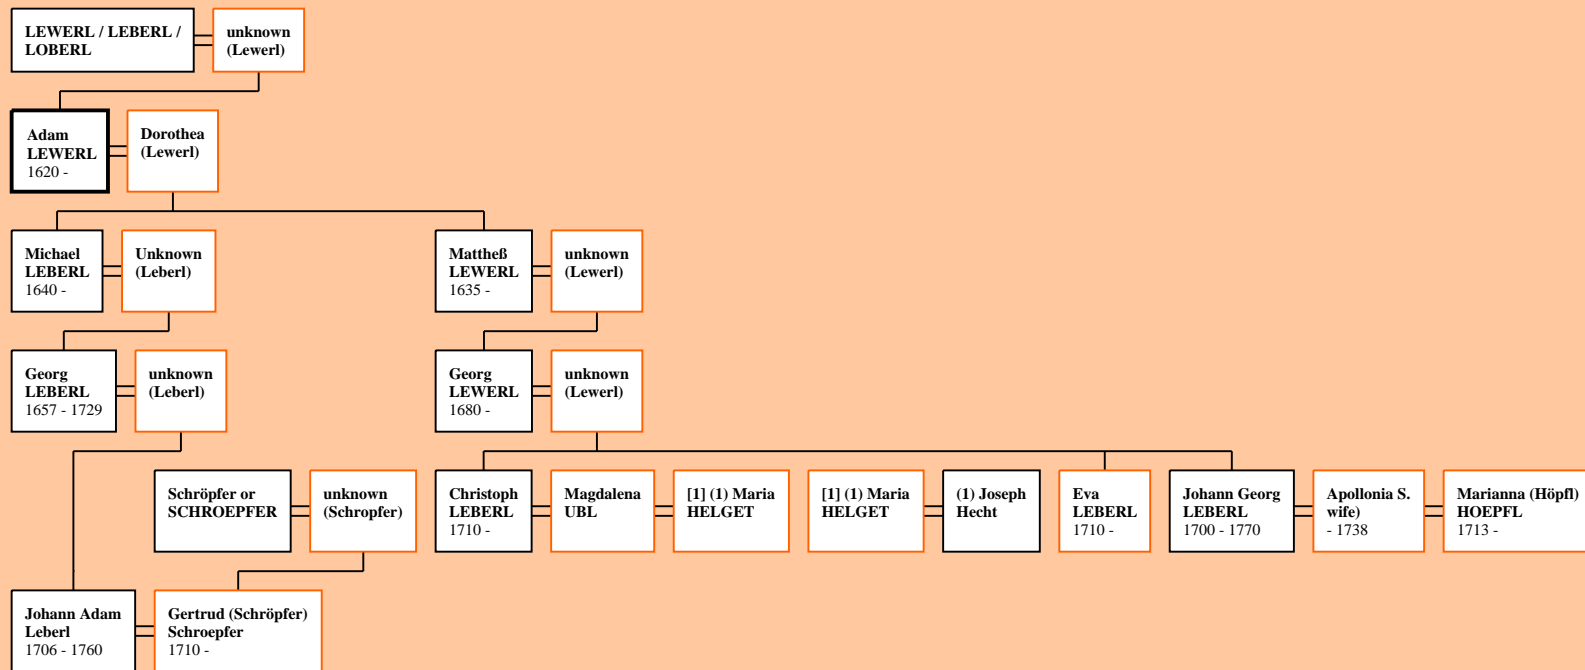 LEWERL / LEBERL /
LOBERL
unknown
(Lewerl)
Adam
LEWERL
1620 -
Dorothea
(Lewerl)
Michael
LEBERL
1640 -
Unknown
(Leberl)
Mattheß
LEWERL
1635 -
unknown
(Lewerl)
Georg
LEBERL
1657 - 1729
unknown
(Leberl)
Georg
LEWERL
1680 -
unknown
(Lewerl)
Schröpfer or
SCHROEPFER
unknown
(Schropfer)
Christoph
LEBERL
1710 -
Magdalena
UBL
[1] (1) Maria
HELGET
[1] (1) Maria
HELGET
(1) Joseph
Hecht
Eva
LEBERL
1710 -
Johann Georg
LEBERL
1700 - 1770
Apollonia S.
wife)
- 1738
Marianna (Höpfl)
HOEPFL
1713 -
Johann Adam
Leberl
1706 - 1760
Gertrud (Schröpfer)
Schroepfer
1710 -